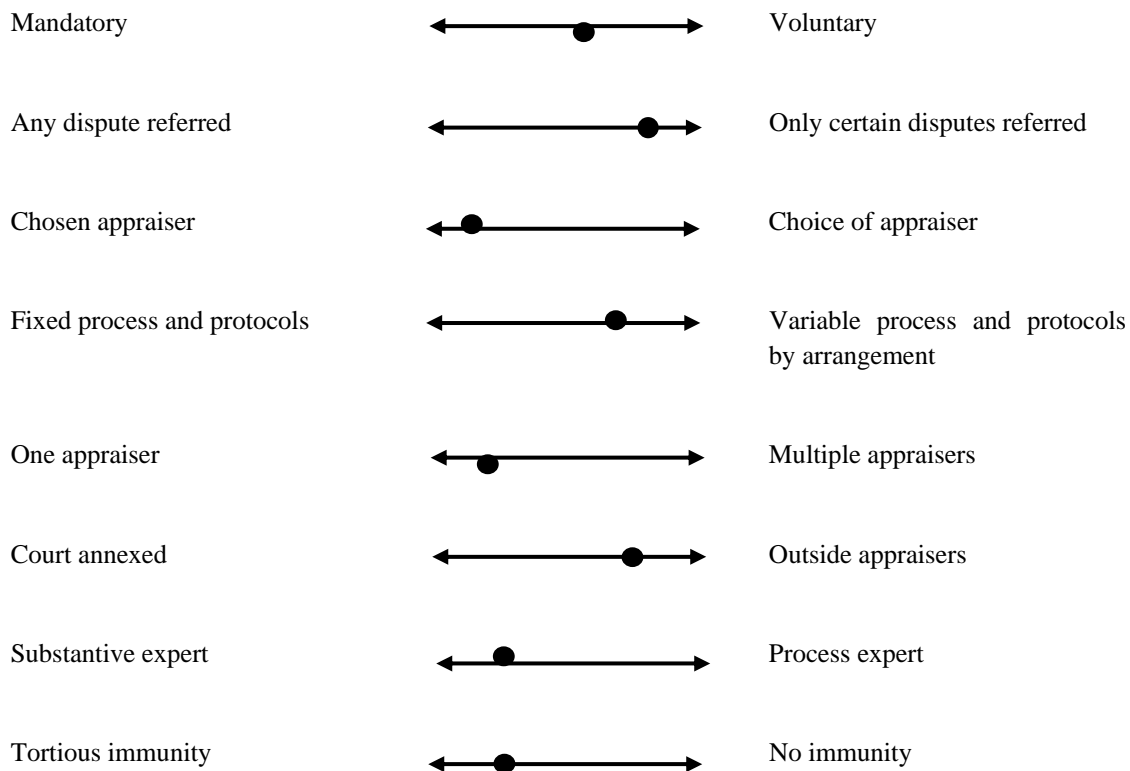 Mandatory Voluntary
Any dispute referred Only certain disputes referred
Chosen appraiser Choice of appraiser
Fixed process and protocols Variable process and protocols
by arrangement
One appraiser Multiple appraisers
Court annexed Outside appraisers
Substantive expert Process expert
Tortious immunity No immunity